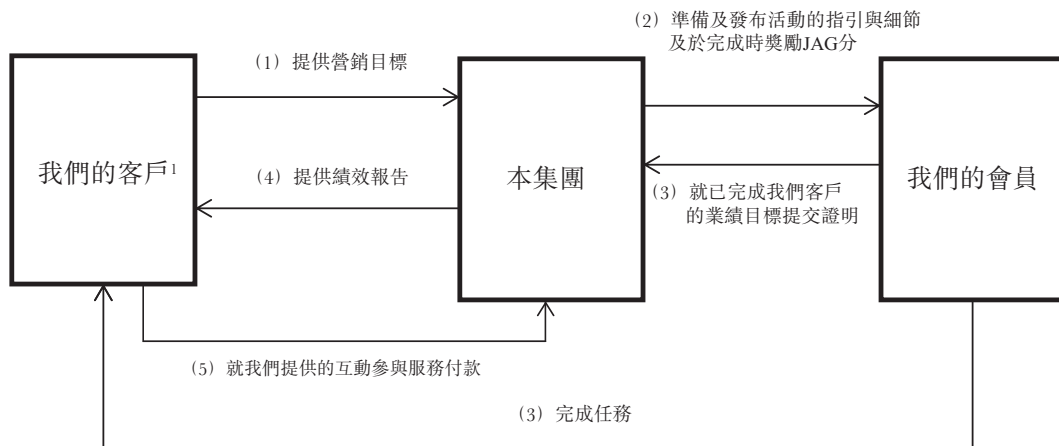 (2) 準備及發布活動的指引與細節
及於完成時獎勵JAG分
(1) 提供營銷目標
我們的客戶1
(4) 提供績效報告
本集團
(3) 就已完成我們客戶
的業績目標提交證明
我們的會員
(5) 就我們提供的互動參與服務付款
(3) 完成任務